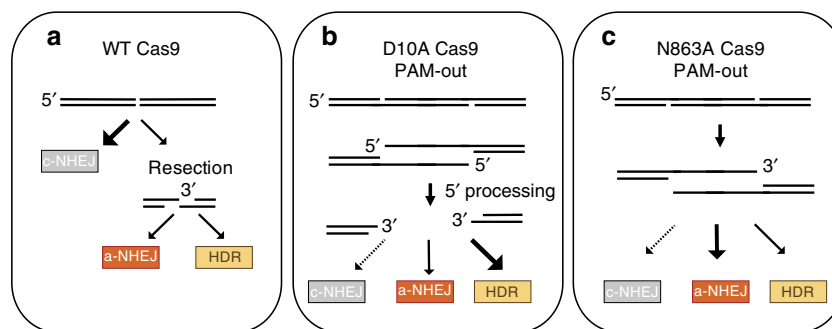 a
WT Cas9
5′
c-NHEJ
Resection
3′
a-NHEJ
HDR
b
D10A Cas9
PAM-out
5′
5′
5′
5′ processing
3′
3′
c-NHEJ
a-NHEJ
HDR
c
N863A Cas9
PAM-out
5′
3′
c-NHEJ
a-NHEJ
HDR